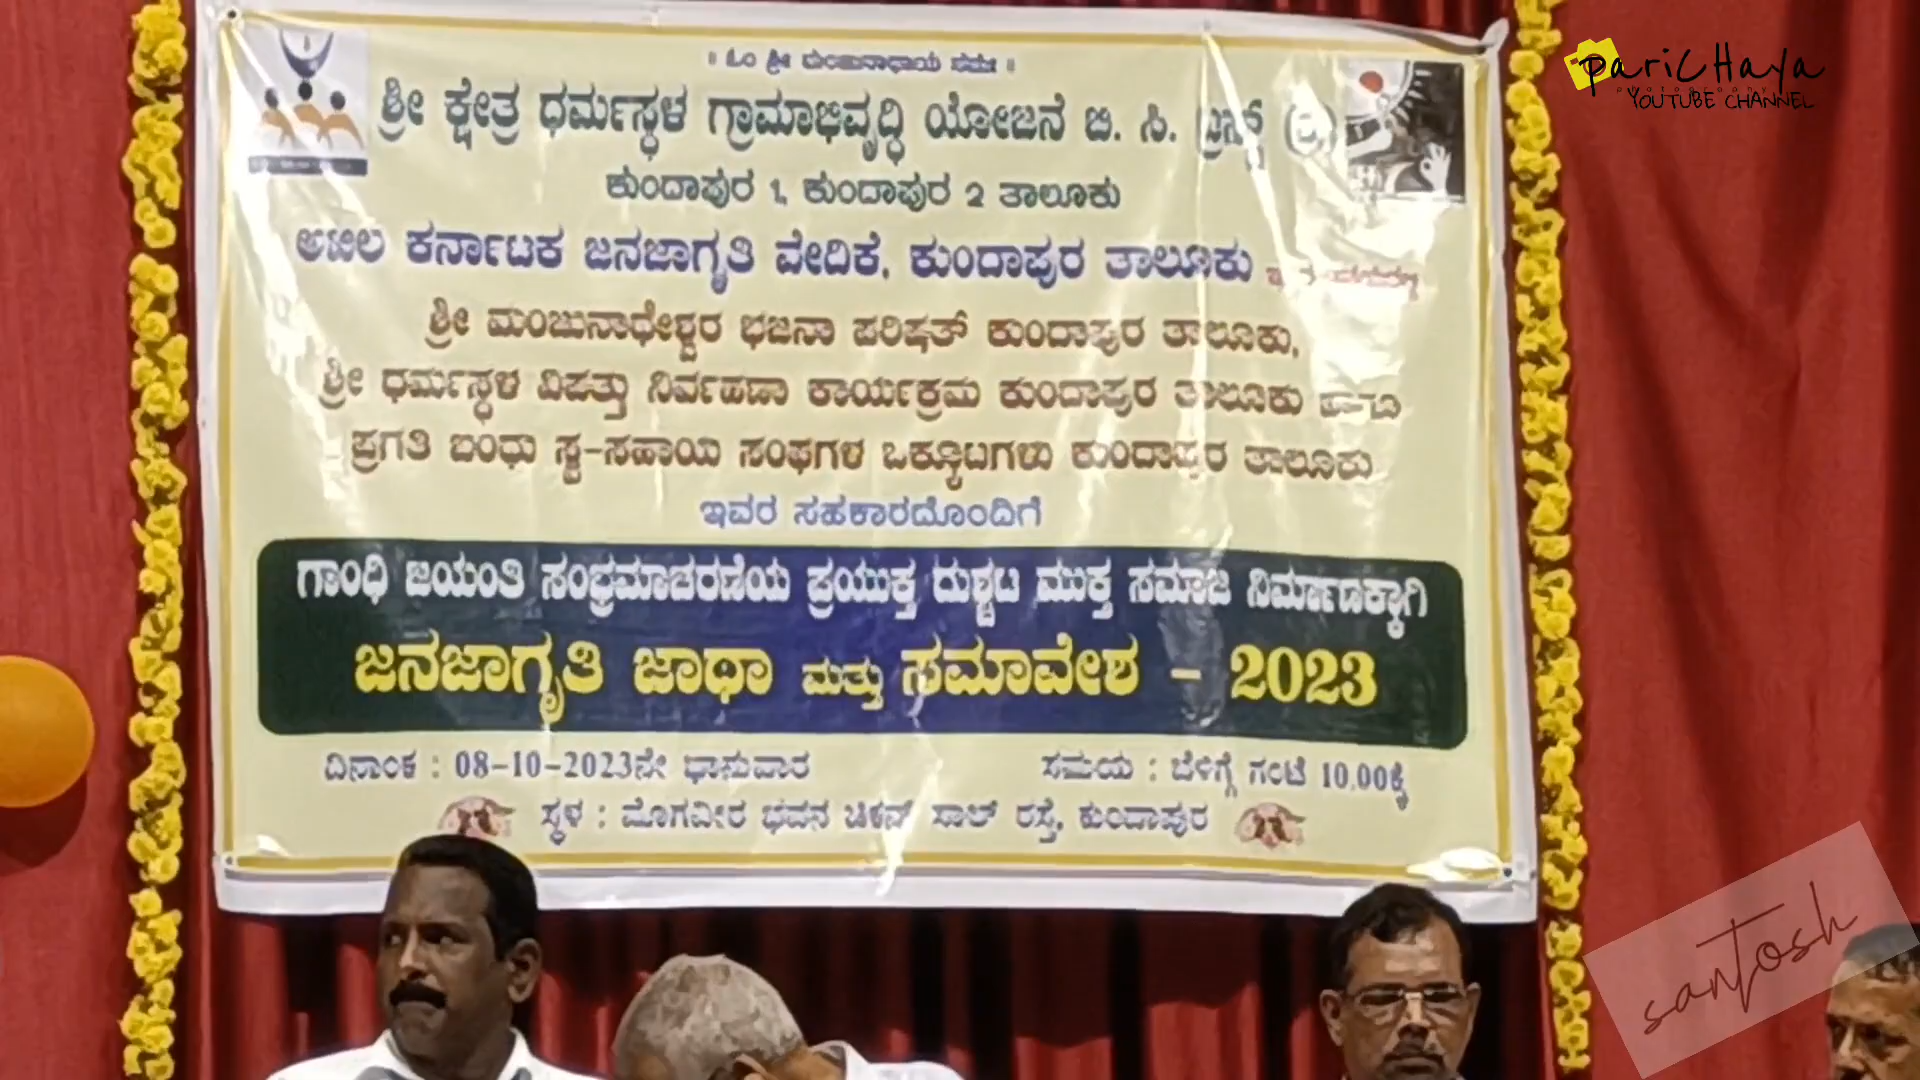 ॥ ಓಂ ಶ್ರೀ ಮಂಜುನಾಥಾಯ ನಮಃ ॥
ಶ್ರೀ ಕ್ಷೇತ್ರ ಧರ್ಮಸ್ಥಳ ಗ್ರಾಮಾಭಿವೃದ್ಧಿ ಯೋಜನೆ ಬಿ. ಸಿ. ಟ್ರಸ್ಟ್ (ರಿ.)
ಕುಂದಾಪುರ 1, ಕುಂದಾಪುರ 2 ತಾಲೂಕು
ಅಖಿಲ ಕರ್ನಾಟಕ ಜನಜಾಗೃತಿ ವೇದಿಕೆ, ಕುಂದಾಪುರ ತಾಲೂಕು
ಶ್ರೀ ಮಂಜುನಾಥೇಶ್ವರ ಭಜನಾ ಪರಿಷತ್ ಕುಂದಾಪುರ ತಾಲೂಕು,
ಶ್ರೀ ಧರ್ಮಸ್ಥಳ ವಿಪತ್ತು ನಿರ್ವಹಣಾ ಕಾರ್ಯಕ್ರಮ ಕುಂದಾಪುರ ತಾಲೂಕು ಹಾಗೂ
ಪ್ರಗತಿ ಬಂಧು ಸ್ವ-ಸಹಾಯ ಸಂಘಗಳ ಒಕ್ಕೂಟಗಳು ಕುಂದಾಪುರ ತಾಲೂಕು
ಇವರ ಸಹಕಾರದೊಂದಿಗೆ
ಗಾಂಧಿ ಜಯಂತಿ ಸಂಭ್ರಮಾಚರಣೆಯ ಪ್ರಯುಕ್ತ ದುಶ್ಚಟ ಮುಕ್ತ ಸಮಾಜ ನಿರ್ಮಾಣಕ್ಕಾಗಿ
ಜನಜಾಗೃತಿ ಜಾಥಾ ಮತ್ತು ಸಮಾವೇಶ - 2023
ದಿನಾಂಕ : 08-10-2023ನೇ ಭಾನುವಾರ ಸಮಯ : ಬೆಳಿಗ್ಗೆ ಗಂಟೆ 10.00ಕ್ಕೆ
ಸ್ಥಳ : ಮೊಗವೀರ ಭವನ ಚಿಕನ್ ಸಾಲ್ ರಸ್ತೆ, ಕುಂದಾಪುರ
pariCHaya
photography
YOUTUBE CHANNEL
santosh